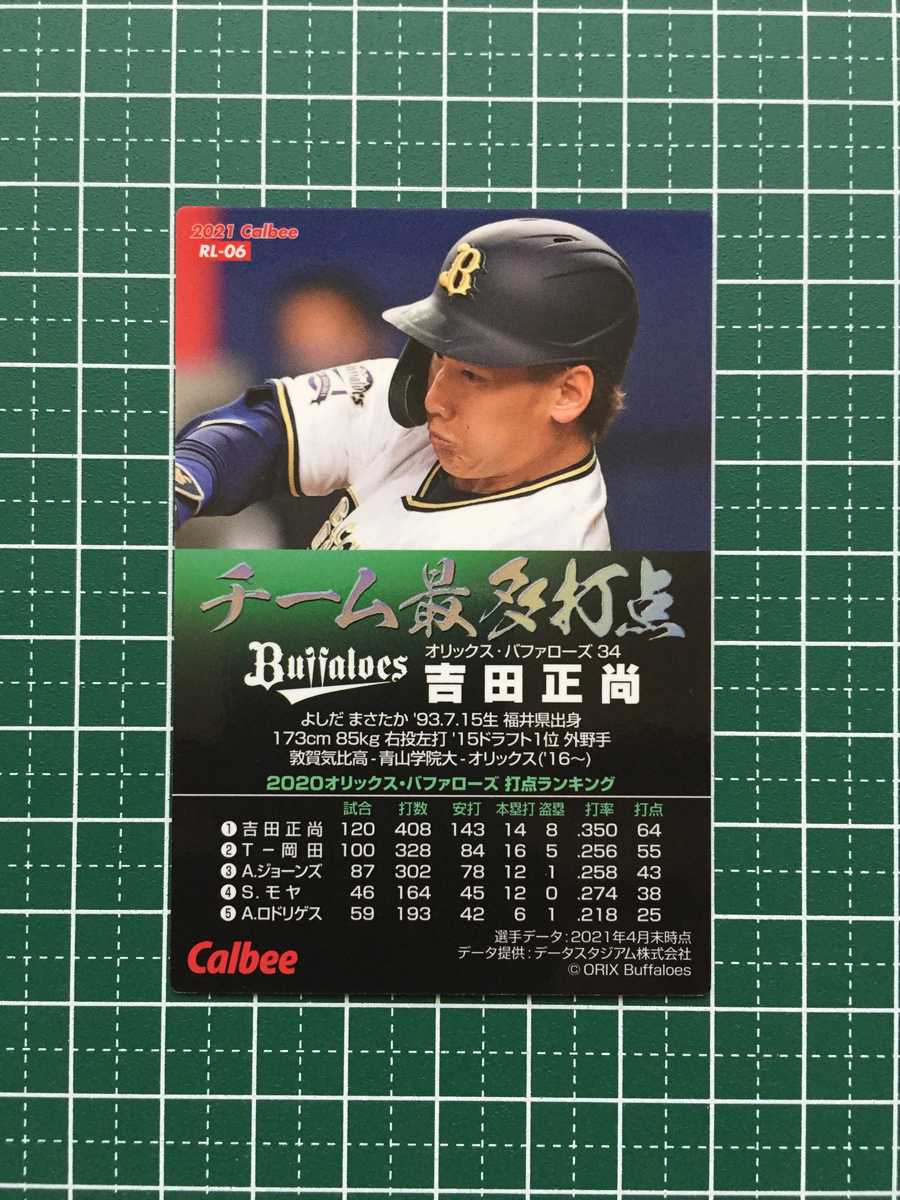 2021 Calbee
RL-06
B
チーム最多打点
Buffaloes
オリックス・バファローズ 34
吉田正尚
よしだ まさたか '93.7.15生 福井県出身
173cm 85kg 右投左打 '15ドラフト1位 外野手
敦賀気比高-青山学院大-オリックス('16〜)
2020オリックス・バファローズ 打点ランキング
試合 打数 安打 本塁打 盗塁 打率 打点
❶吉田正尚 120 408 143 14 8 .350 64
❷T-岡田 100 328 84 16 5 .256 55
❸A.ジョーンズ 87 302 78 12 1 .258 43
❹S.モヤ 46 164 45 12 0 .274 38
❺A.ロドリゲス 59 193 42 6 1 .218 25
選手データ:2021年4月末時点
データ提供:データスタジアム株式会社
Calbee
© ORIX Buffaloes